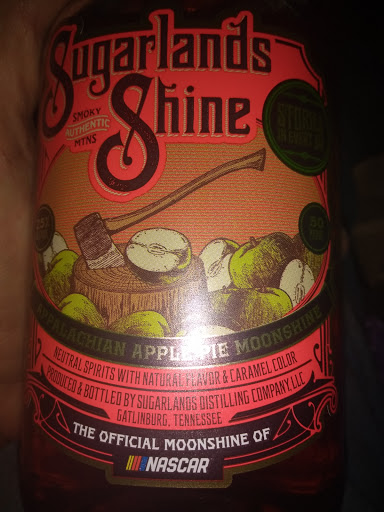 Sugarlands
Shine
SMOKY
AUTHENTIC
MTNS
APPALACHIAN APPLE PIE MOONSHINE
NEUTRAL SPIRITS WITH NATURAL FLAVOR & CARAMEL COLOR
PRODUCED & BOTTLED BY SUGARLANDS DISTILLING COMPANY, LLC
GATLINBURG, TENNESSEE
THE OFFICIAL MOONSHINE OF
NASCAR